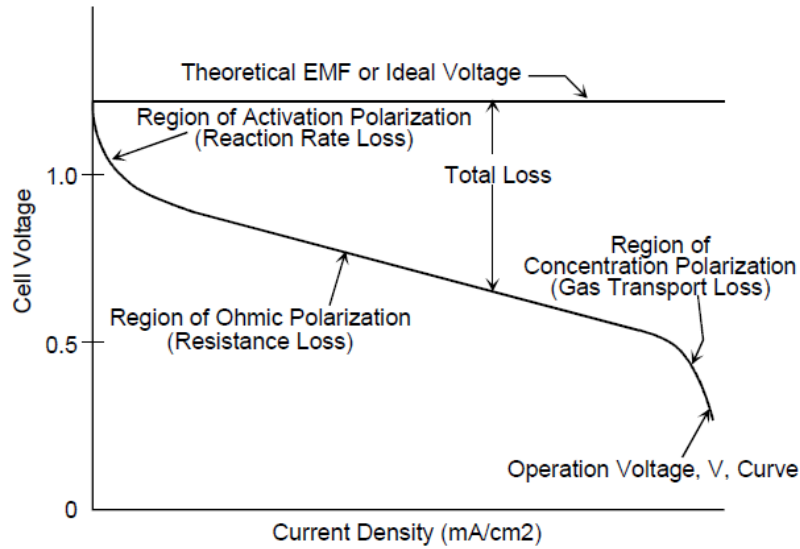 Theoretical EMF or Ideal Voltage
Region of Activation Polarization
(Reaction Rate Loss)
Total Loss
1.0
Region of
Concentration Polarization
(Gas Transport Loss)
Cell Voltage
Region of Ohmic Polarization
(Resistance Loss)
0.5
Operation Voltage, V, Curve
0
Current Density (mA/cm2)